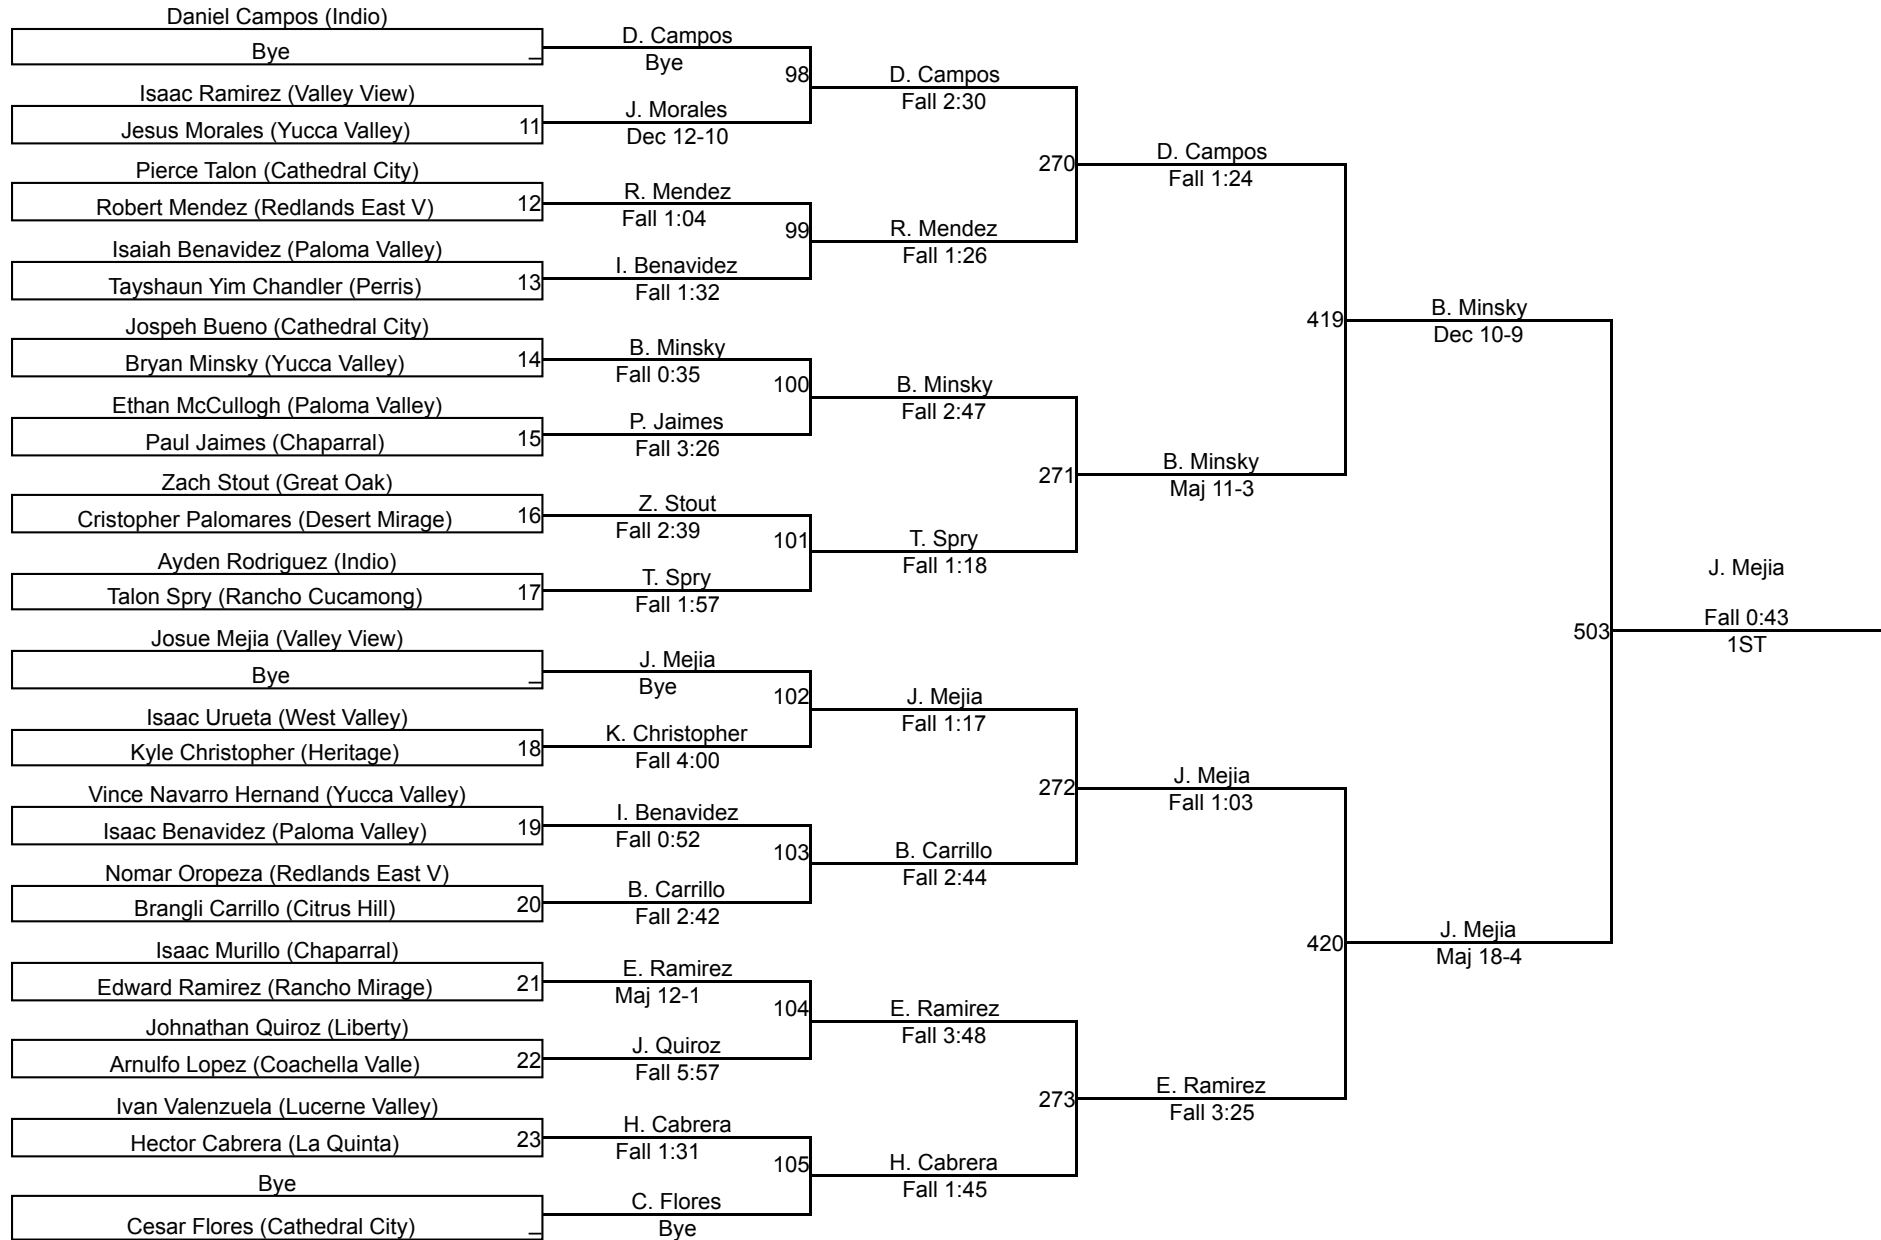 Daniel Campos (Indio)
Bye _
D. Campos
Bye
98
Isaac Ramirez (Valley View)
Jesus Morales (Yucca Valley) 11
J. Morales
Dec 12-10
D. Campos
Fall 2:30
Pierce Talon (Cathedral City)
Robert Mendez (Redlands East V) 12
R. Mendez
Fall 1:04
99
Isaiah Benavidez (Paloma Valley)
Tayshaun Yim Chandler (Perris) 13
I. Benavidez
Fall 1:32
R. Mendez
Fall 1:26
270
D. Campos
Fall 1:24
Jospeh Bueno (Cathedral City)
Bryan Minsky (Yucca Valley) 14
B. Minsky
Fall 0:35
100
Ethan McCullogh (Paloma Valley)
Paul Jaimes (Chaparral) 15
P. Jaimes
Fall 3:26
B. Minsky
Fall 2:47
Zach Stout (Great Oak)
Cristopher Palomares (Desert Mirage) 16
Z. Stout
Fall 2:39
101
Ayden Rodriguez (Indio)
Talon Spry (Rancho Cucamong) 17
T. Spry
Fall 1:57
T. Spry
Fall 1:18
271
B. Minsky
Maj 11-3
419
B. Minsky
Dec 10-9
Josue Mejia (Valley View)
Bye _
J. Mejia
Bye
102
Isaac Urueta (West Valley)
Kyle Christopher (Heritage) 18
K. Christopher
Fall 4:00
J. Mejia
Fall 1:17
Vince Navarro Hernand (Yucca Valley)
Isaac Benavidez (Paloma Valley) 19
I. Benavidez
Fall 0:52
103
Nomar Oropeza (Redlands East V)
Brangli Carrillo (Citrus Hill) 20
B. Carrillo
Fall 2:42
B. Carrillo
Fall 2:44
272
J. Mejia
Fall 1:03
Isaac Murillo (Chaparral)
Edward Ramirez (Rancho Mirage) 21
E. Ramirez
Maj 12-1
104
Johnathan Quiroz (Liberty)
Arnulfo Lopez (Coachella Valle) 22
J. Quiroz
Fall 5:57
E. Ramirez
Fall 3:48
Ivan Valenzuela (Lucerne Valley)
Hector Cabrera (La Quinta) 23
H. Cabrera
Fall 1:31
105
Bye
Cesar Flores (Cathedral City) _
C. Flores
Bye
H. Cabrera
Fall 1:45
273
E. Ramirez
Fall 3:25
420
J. Mejia
Maj 18-4
503
J. Mejia
Fall 0:43
1ST